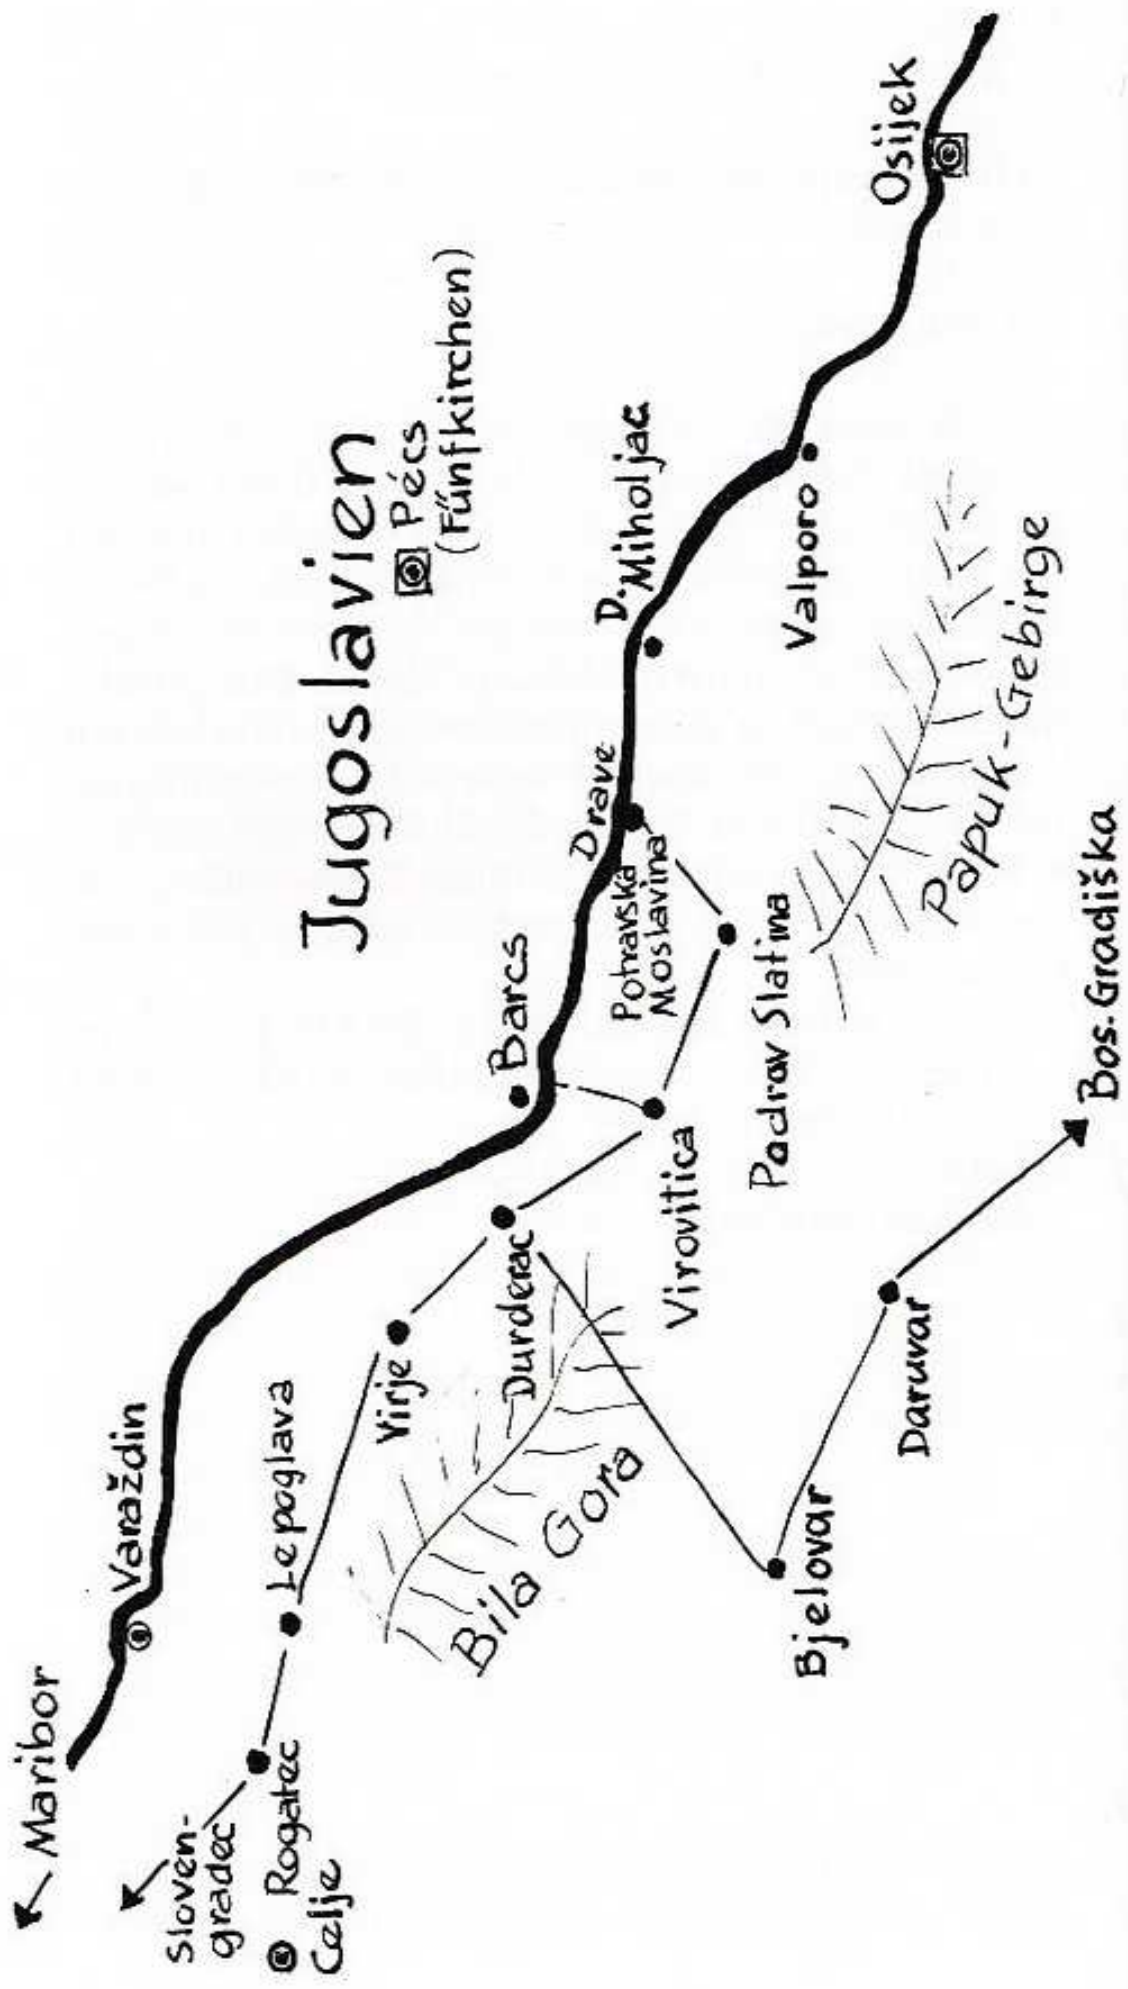 Jugoslavien
Pécs
(Fünfkirchen)
Maribor
Varaždin
Sloven-
gradec
Rogatec
Celje
Lepoglava
Virje
Durderac
Bila Gora
Barcs
Drave
Virovitica
Potravska
Moslavina
Podrav Slatina
D. Miholjac
Valporo
Osijek
Papuk-Gebirge
Bjelovar
Daruvar
Bos. Gradiška